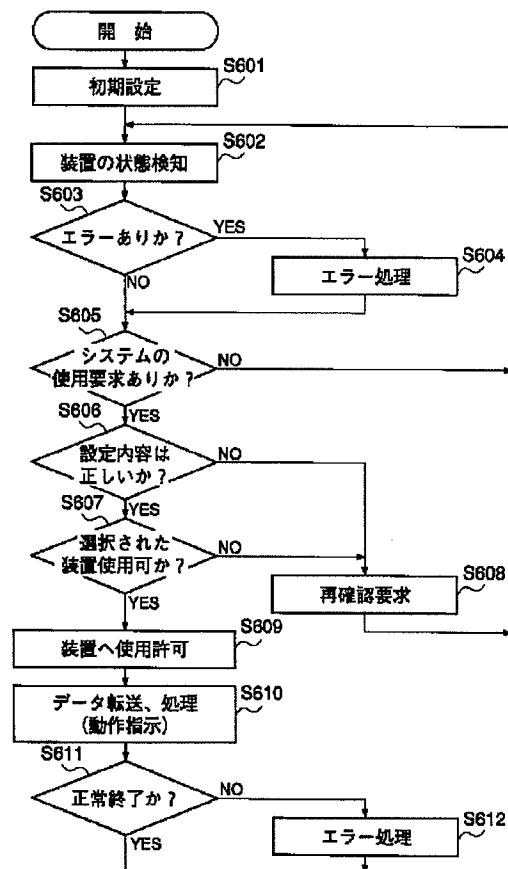 開 始
S601
初期設定
S602
装置の状態検知
S603
エラーありか？
YES
NO
S604
エラー処理
S605
システムの
使用要求ありか？
NO
YES
S606
設定内容は
正しいか？
NO
YES
S607
選択された
装置使用可か？
NO
YES
S608
再確認要求
S609
装置へ使用許可
S610
データ転送、処理
(動作指示)
S611
正常終了か？
NO
YES
S612
エラー処理